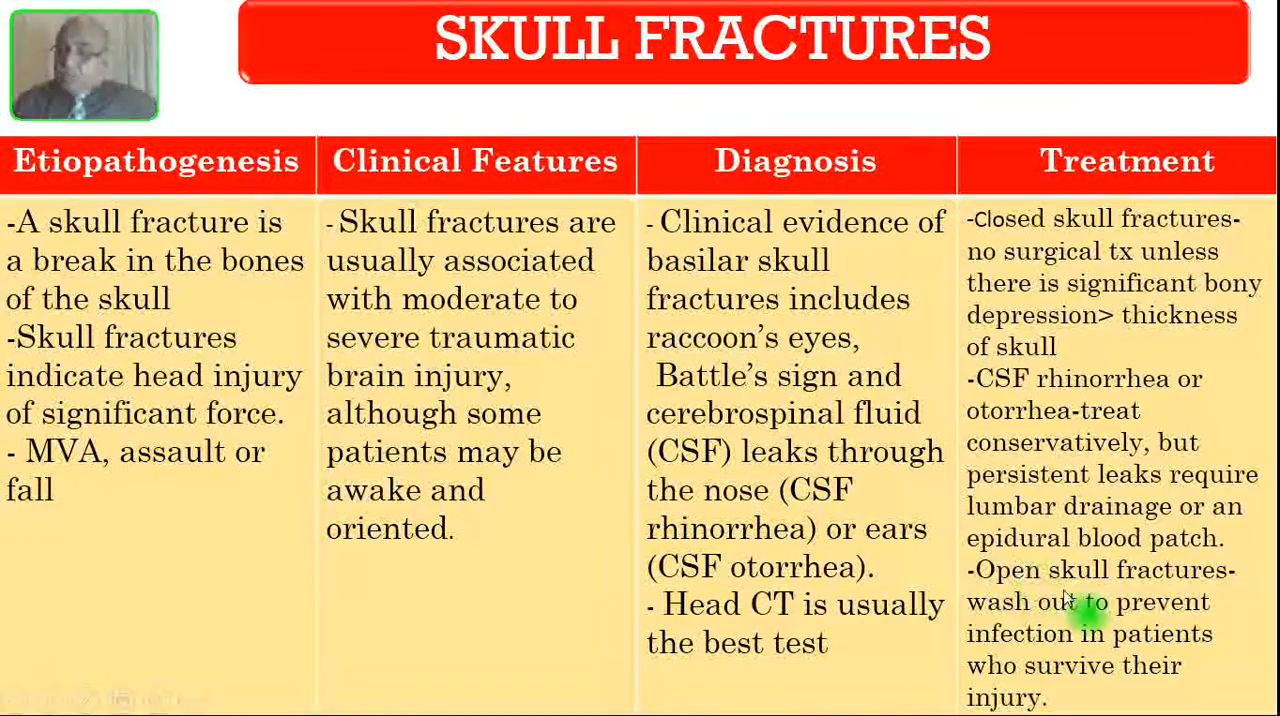 SKULL FRACTURES
Etiopathogenesis
-A skull fracture is
a break in the bones
of the skull
-Skull fractures
indicate head injury
of significant force.
- MVA, assault or
fall
Clinical Features
- Skull fractures are
usually associated
with moderate to
severe traumatic
brain injury,
although some
patients may be
awake and
oriented.
Diagnosis
- Clinical evidence of
basilar skull
fractures includes
raccoon's eyes,
Battle's sign and
cerebrospinal fluid
(CSF) leaks through
the nose (CSF
rhinorrhea) or ears
(CSF otorrhea).
- Head CT is usually
the best test
Treatment
-Closed skull fractures-
no surgical tx unless
there is significant bony
depression> thickness
of skull
-CSF rhinorrhea or
otorrhea-treat
conservatively, but
persistent leaks require
lumbar drainage or an
epidural blood patch.
-Open skull fractures-
wash out to prevent
infection in patients
who survive their
injury.